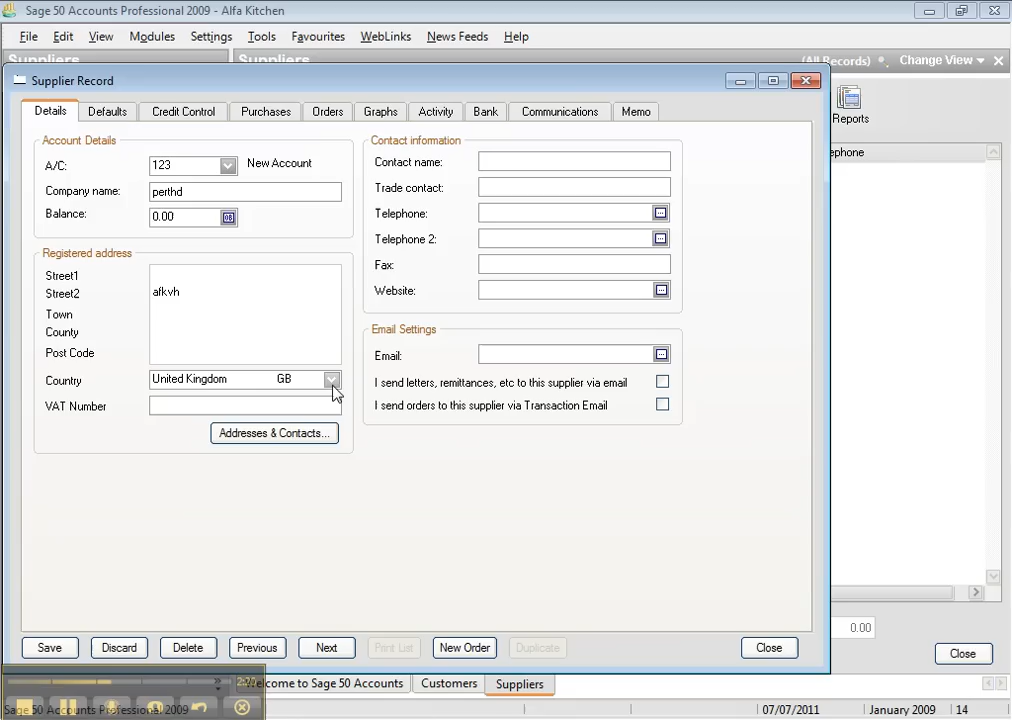 Sage 50 Accounts Professional 2009 - Alfa Kitchen
File Edit View Modules Settings Tools Favourites WebLinks News Feeds Help
Suppliers Suppliers (All Records) Change View
Supplier Record
Details Defaults Credit Control Purchases Orders Graphs Activity Bank Communications Memo
Reports
Account Details
A/C: 123 New Account
Company name: perthd
Balance: 0.00
Registered address
Street1
Street2 afkvh
Town
County
Post Code
Country United Kingdom GB
VAT Number
Addresses & Contacts...
Contact information
Contact name:
Trade contact:
Telephone:
Telephone 2:
Fax:
Website:
Email Settings
Email:
I send letters, remittances, etc to this supplier via email
I send orders to this supplier via Transaction Email
ephone
0.00
Save Discard Delete Previous Next Print List New Order Duplicate Close
Close
elcome to Sage 50 Accounts Customers Suppliers
Sage 50 Accounts Professional 2009 07/07/2011 January 2009 14